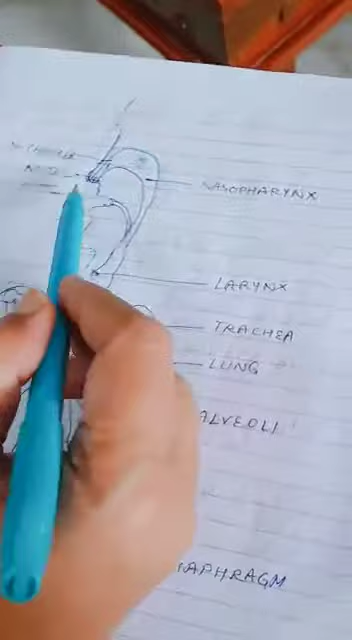 NASOPHARYNX
LARYNX
TRACHEA
LUNG
ALVEOLI
APHRAGM